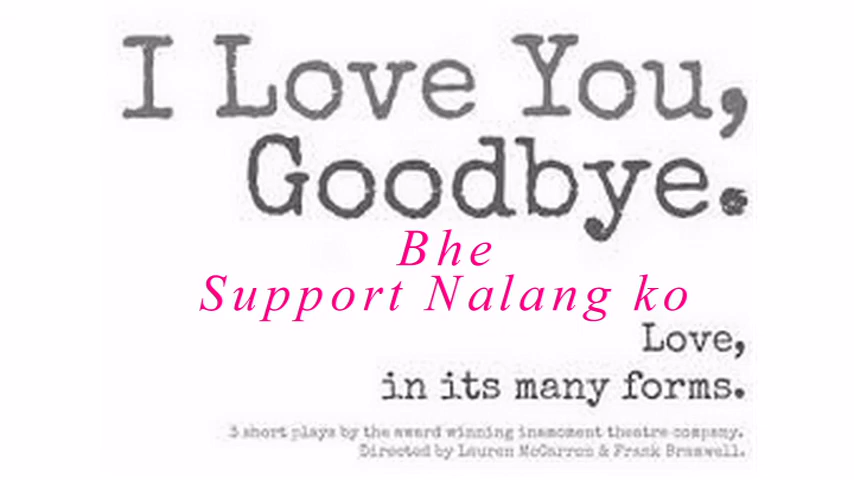 I Love You,
Goodbye.
Bhe
Support Nalang ko
Love,
in its many forms.
3 short plays by the award winning inamoment theatre company.
Directed by Lauren McCarron & Frank Bramwell.